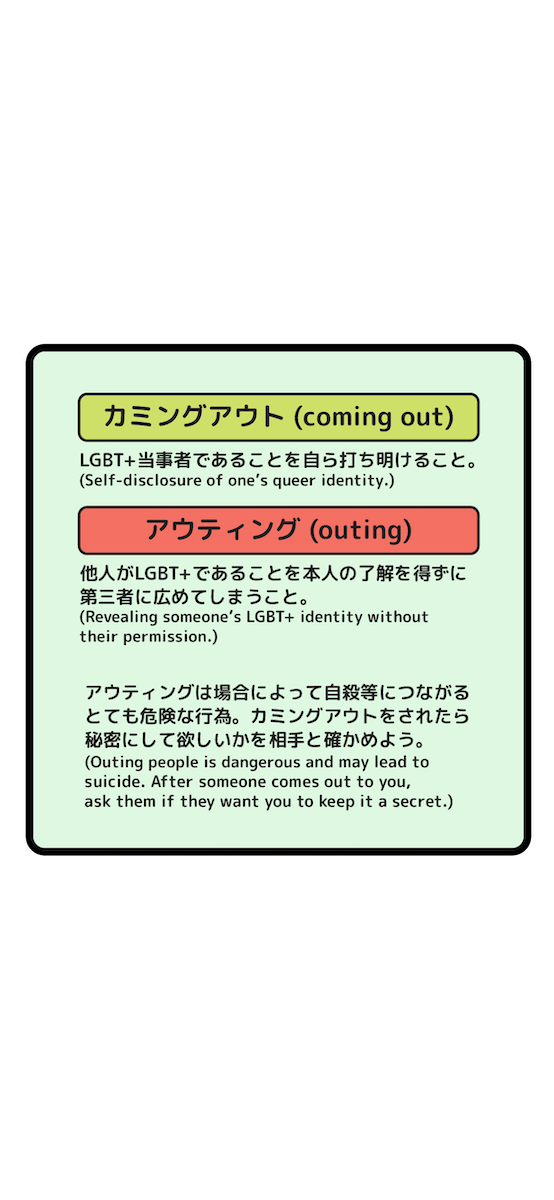 カミングアウト (coming out)
LGBT+当事者であることを自ら打ち明けること。
(Self-disclosure of one's queer identity.)
アウティング (outing)
他人がLGBT+であることを本人の了解を得ずに
第三者に広めてしまうこと。
(Revealing someone's LGBT+ identity without
their permission.)
アウティングは場合によって自殺等につながる
とても危険な行為。カミングアウトをされたら
秘密にして欲しいかを相手と確かめよう。
(Outing people is dangerous and may lead to
suicide. After someone comes out to you,
ask them if they want you to keep it a secret.)